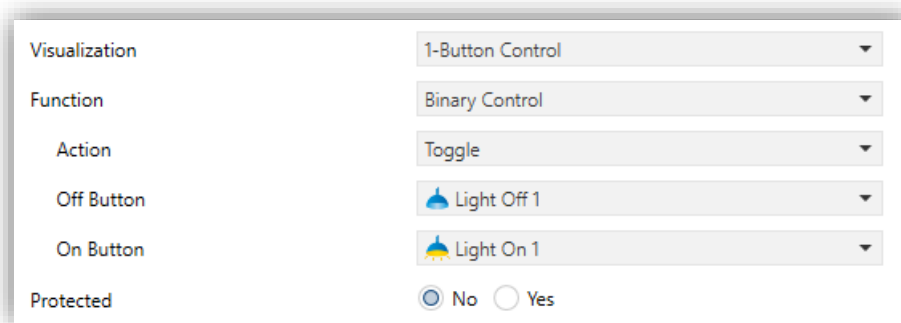 Visualization 1-Button Control
Function Binary Control
Action Toggle
Off Button Light Off 1
On Button Light On 1
Protected No Yes